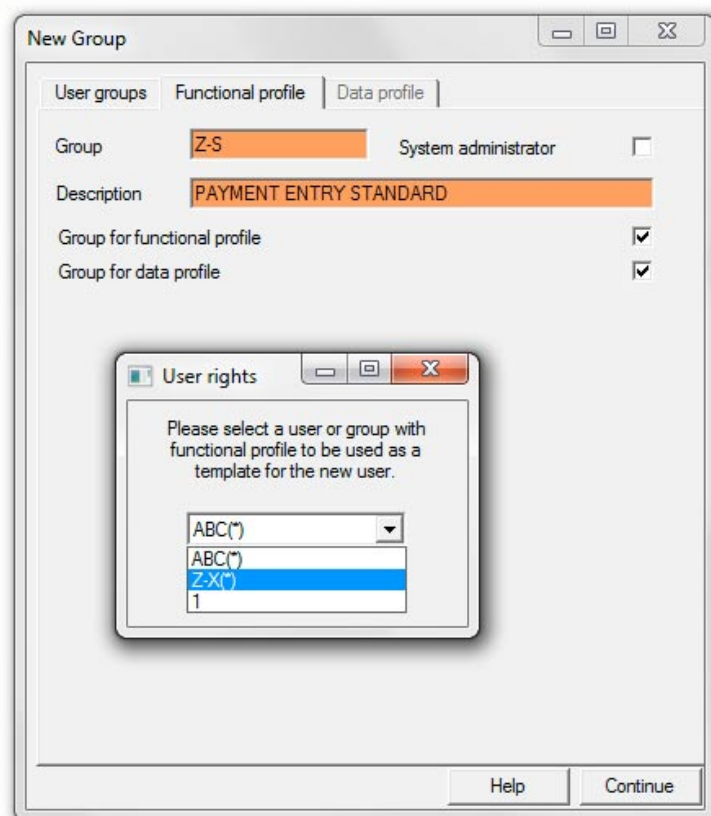 New Group
User groups Functional profile Data profile
Group Z-S System administrator
Description PAYMENT ENTRY STANDARD
Group for functional profile
Group for data profile
User rights
Please select a user or group with
functional profile to be used as a
template for the new user.
ABC(*)
ABC(*)
Z-X(*)
1
Help Continue